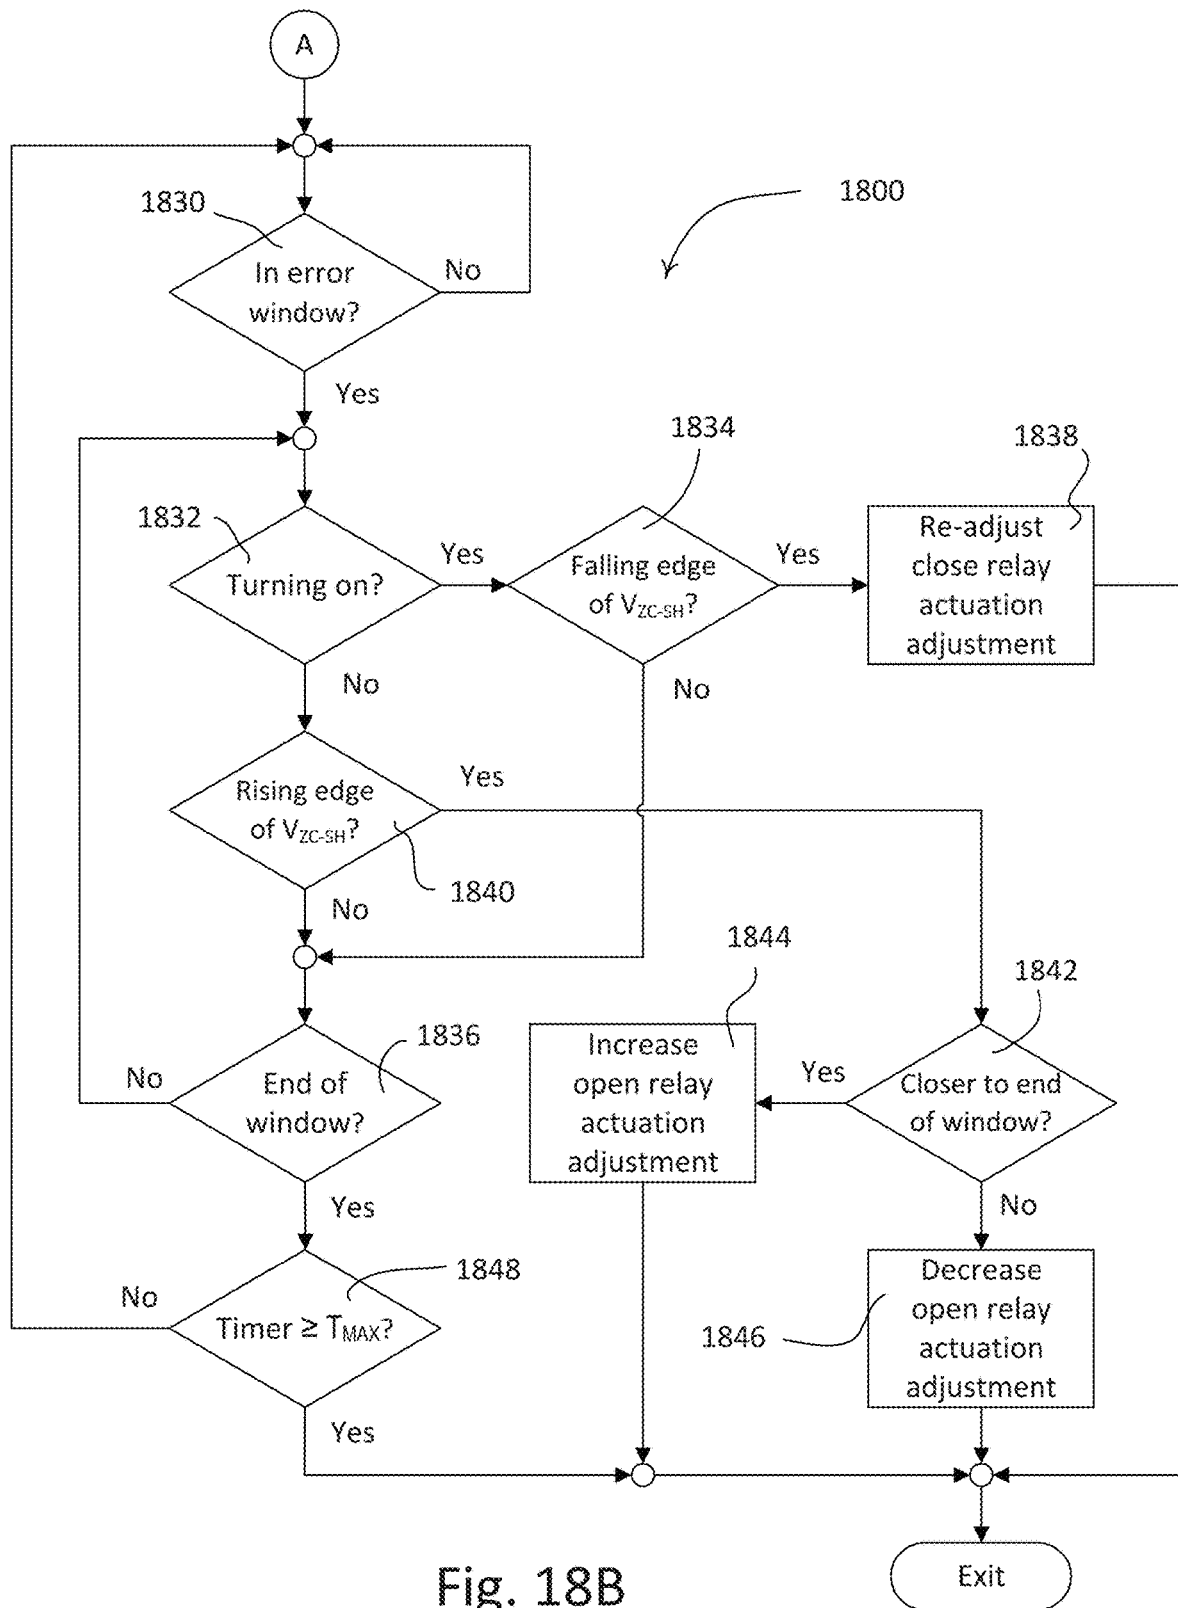 A
1830
1800
In error
window?
No
Yes
1834
1838
1832
Turning on?
Yes
Falling edge
of V_ZC-SH?
Yes
Re-adjust
close relay
actuation
adjustment
No
No
Rising edge
of V_ZC-SH?
Yes
1840
No
1844
1842
1836
End of
window?
No
Increase
open relay
actuation
adjustment
Yes
Closer to end
of window?
Yes
No
1848
Timer ≥ T_MAX?
No
1846
Decrease
open relay
actuation
adjustment
Yes
Exit
Fig. 18B